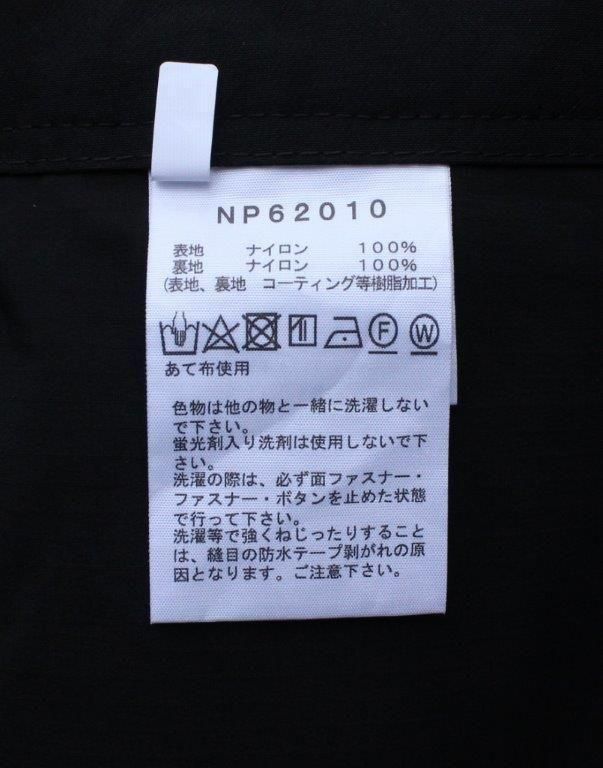 NP62010
表地 ナイロン 100%
裏地 ナイロン 100%
(表地、裏地 コーティング等樹脂加工)
F W
あて布使用
色物は他の物と一緒に洗濯しない
で下さい。
蛍光剤入り洗剤は使用しないで下
さい。
洗濯の際は、必ず面ファスナー・
ファスナー・ボタンを止めた状態
で行って下さい。
洗濯等で強くねじったりすること
は、縫目の防水テープ剥がれの原
因となります。ご注意下さい。